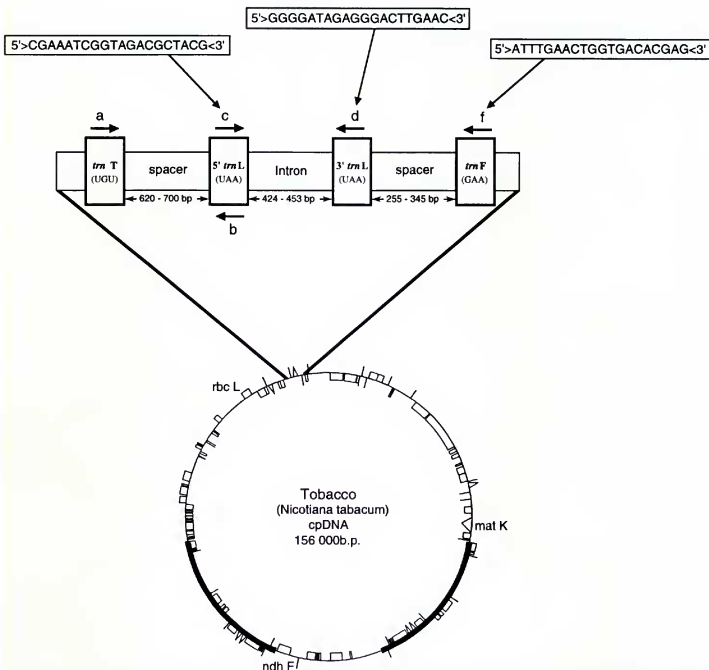 5'>GGGGATAGAGGGACTTGAAC<3'
5'>CGAAATCGGTAGACGCTACG<3'
5'>ATTTGAACTGGTGACACGAG<3'
a
c
d
f
trn T
(UGU)
spacer
5' trn L
(UAA)
Intron
3' trn L
(UAA)
spacer
trn F
(GAA)
620 - 700 bp
424 - 453 bp
255 - 345 bp
b
rbc L
Tobacco
(Nicotiana tabacum)
cpDNA
156 000b.p.
mat K
ndh F